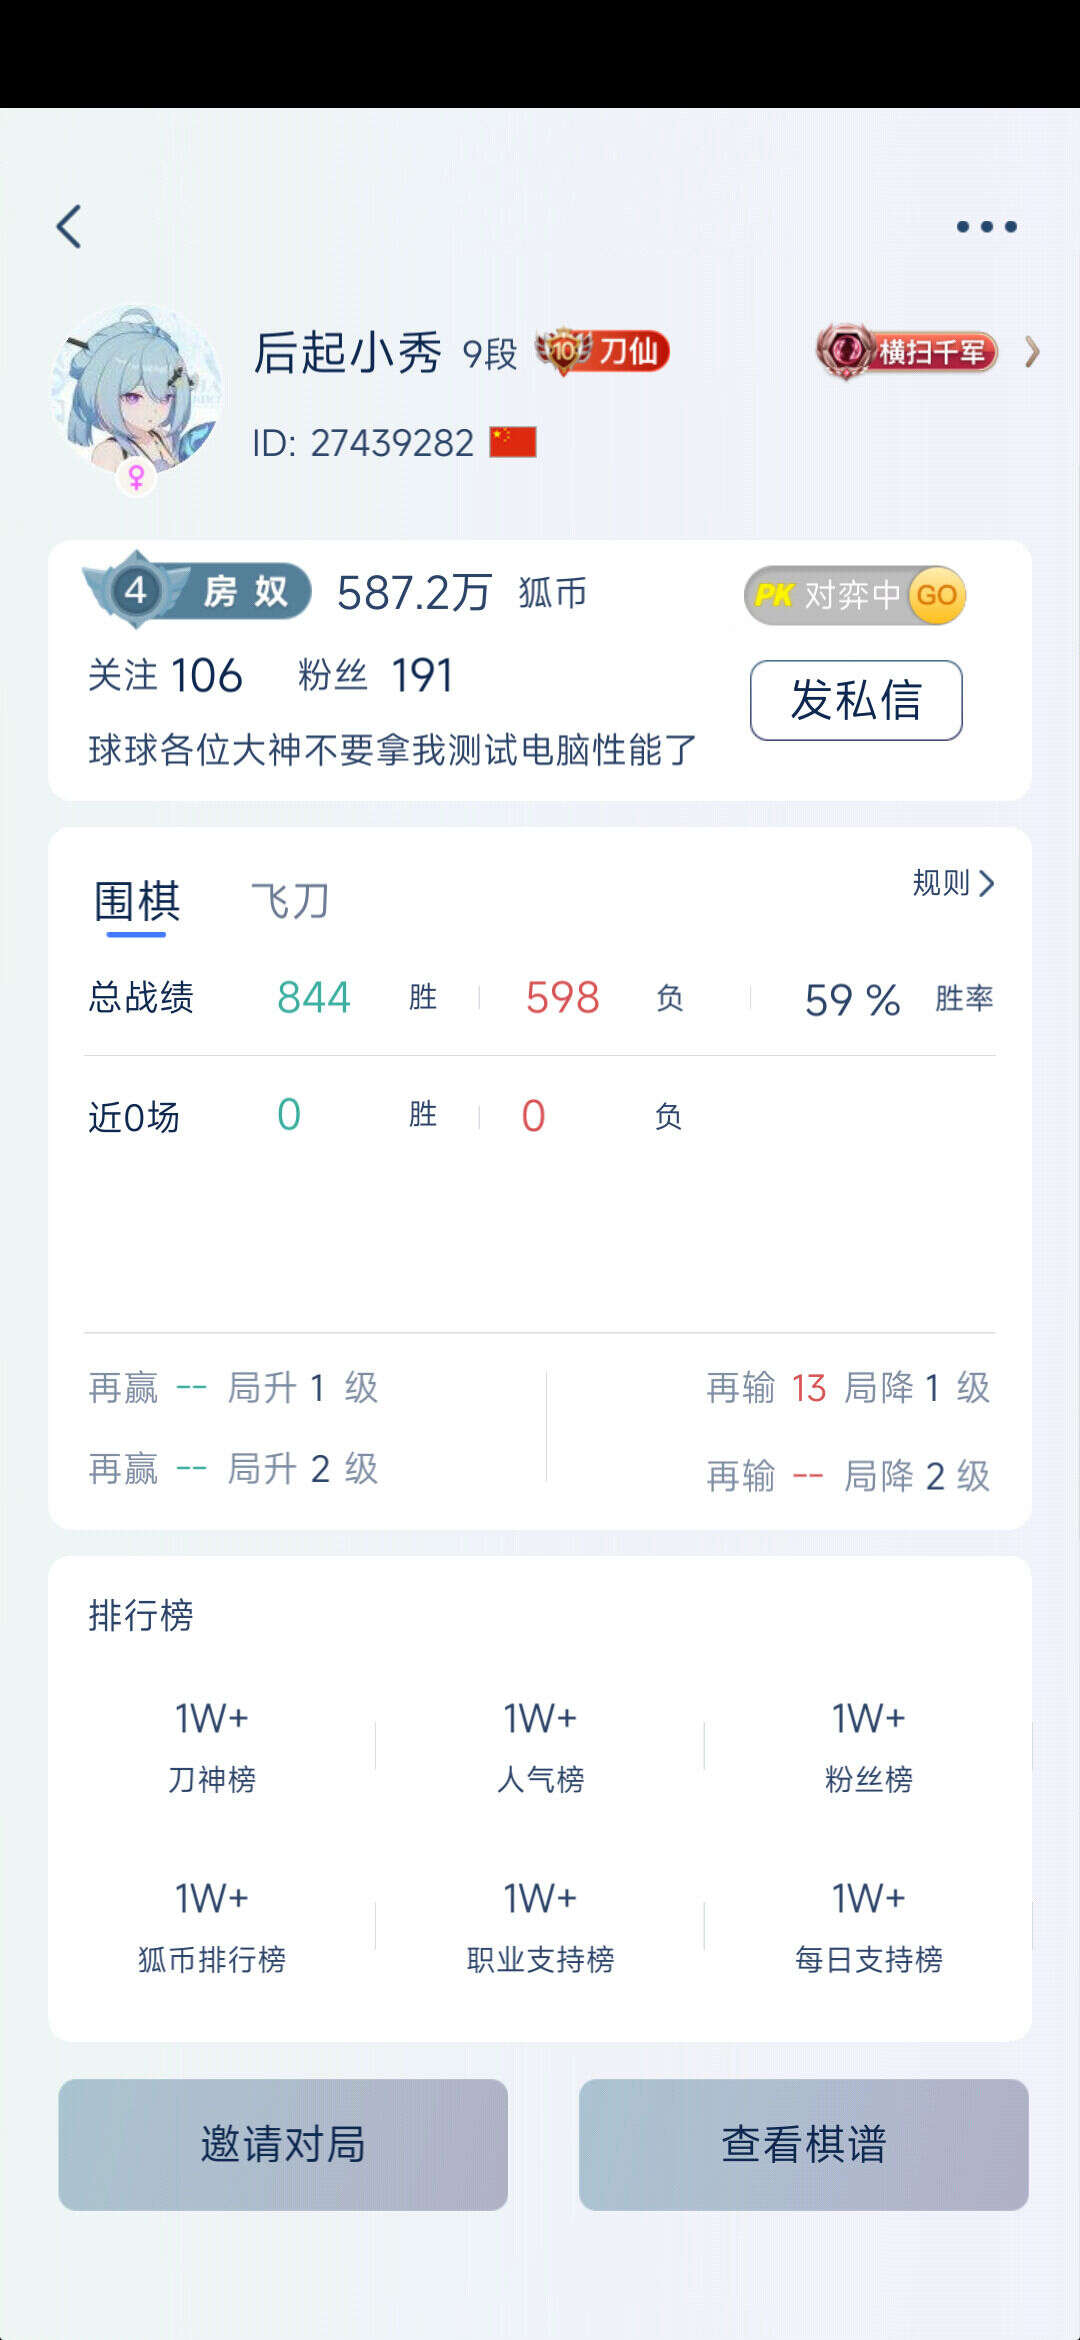 后起小秀 9段 10 刀仙 横扫千军
ID: 27439282
4 房奴 587.2万 狐币 PK 对弈中 GO
关注 106 粉丝 191 发私信
球球各位大神不要拿我测试电脑性能了
围棋 飞刀 规则
总战绩 844 胜 598 负 59 % 胜率
近0场 0 胜 0 负
再赢 -- 局升 1 级 再输 13 局降 1 级
再赢 -- 局升 2 级 再输 -- 局降 2 级
排行榜
1W+ 1W+ 1W+
刀神榜 人气榜 粉丝榜
1W+ 1W+ 1W+
狐币排行榜 职业支持榜 每日支持榜
邀请对局 查看棋谱